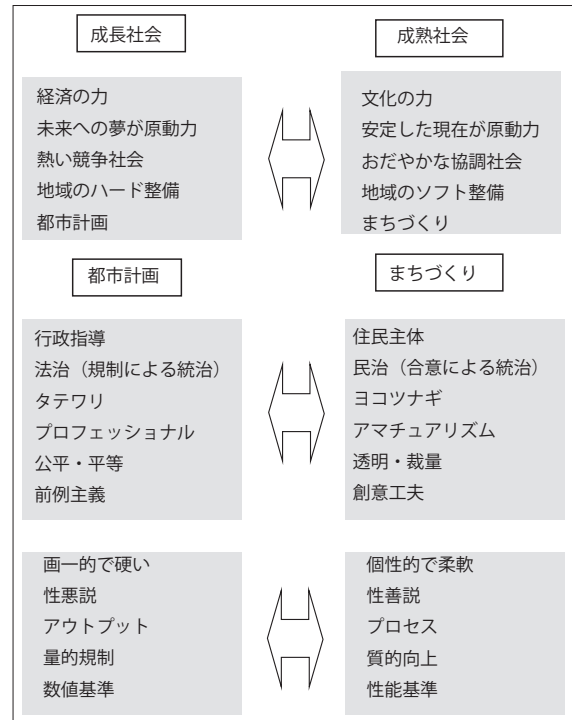 成長社会
成熟社会
経済の力
未来への夢が原動力
熱い競争社会
地域のハード整備
都市計画
文化の力
安定した現在が原動力
おだやかな協調社会
地域のソフト整備
まちづくり
都市計画
まちづくり
行政指導
法治（規制による統治）
タテワリ
プロフェッショナル
公平・平等
前例主義
住民主体
民治（合意による統治）
ヨコツナギ
アマチュアリズム
透明・裁量
創意工夫
画一的で硬い
性悪説
アウトプット
量的規制
数値基準
個性的で柔軟
性善説
プロセス
質的向上
性能基準